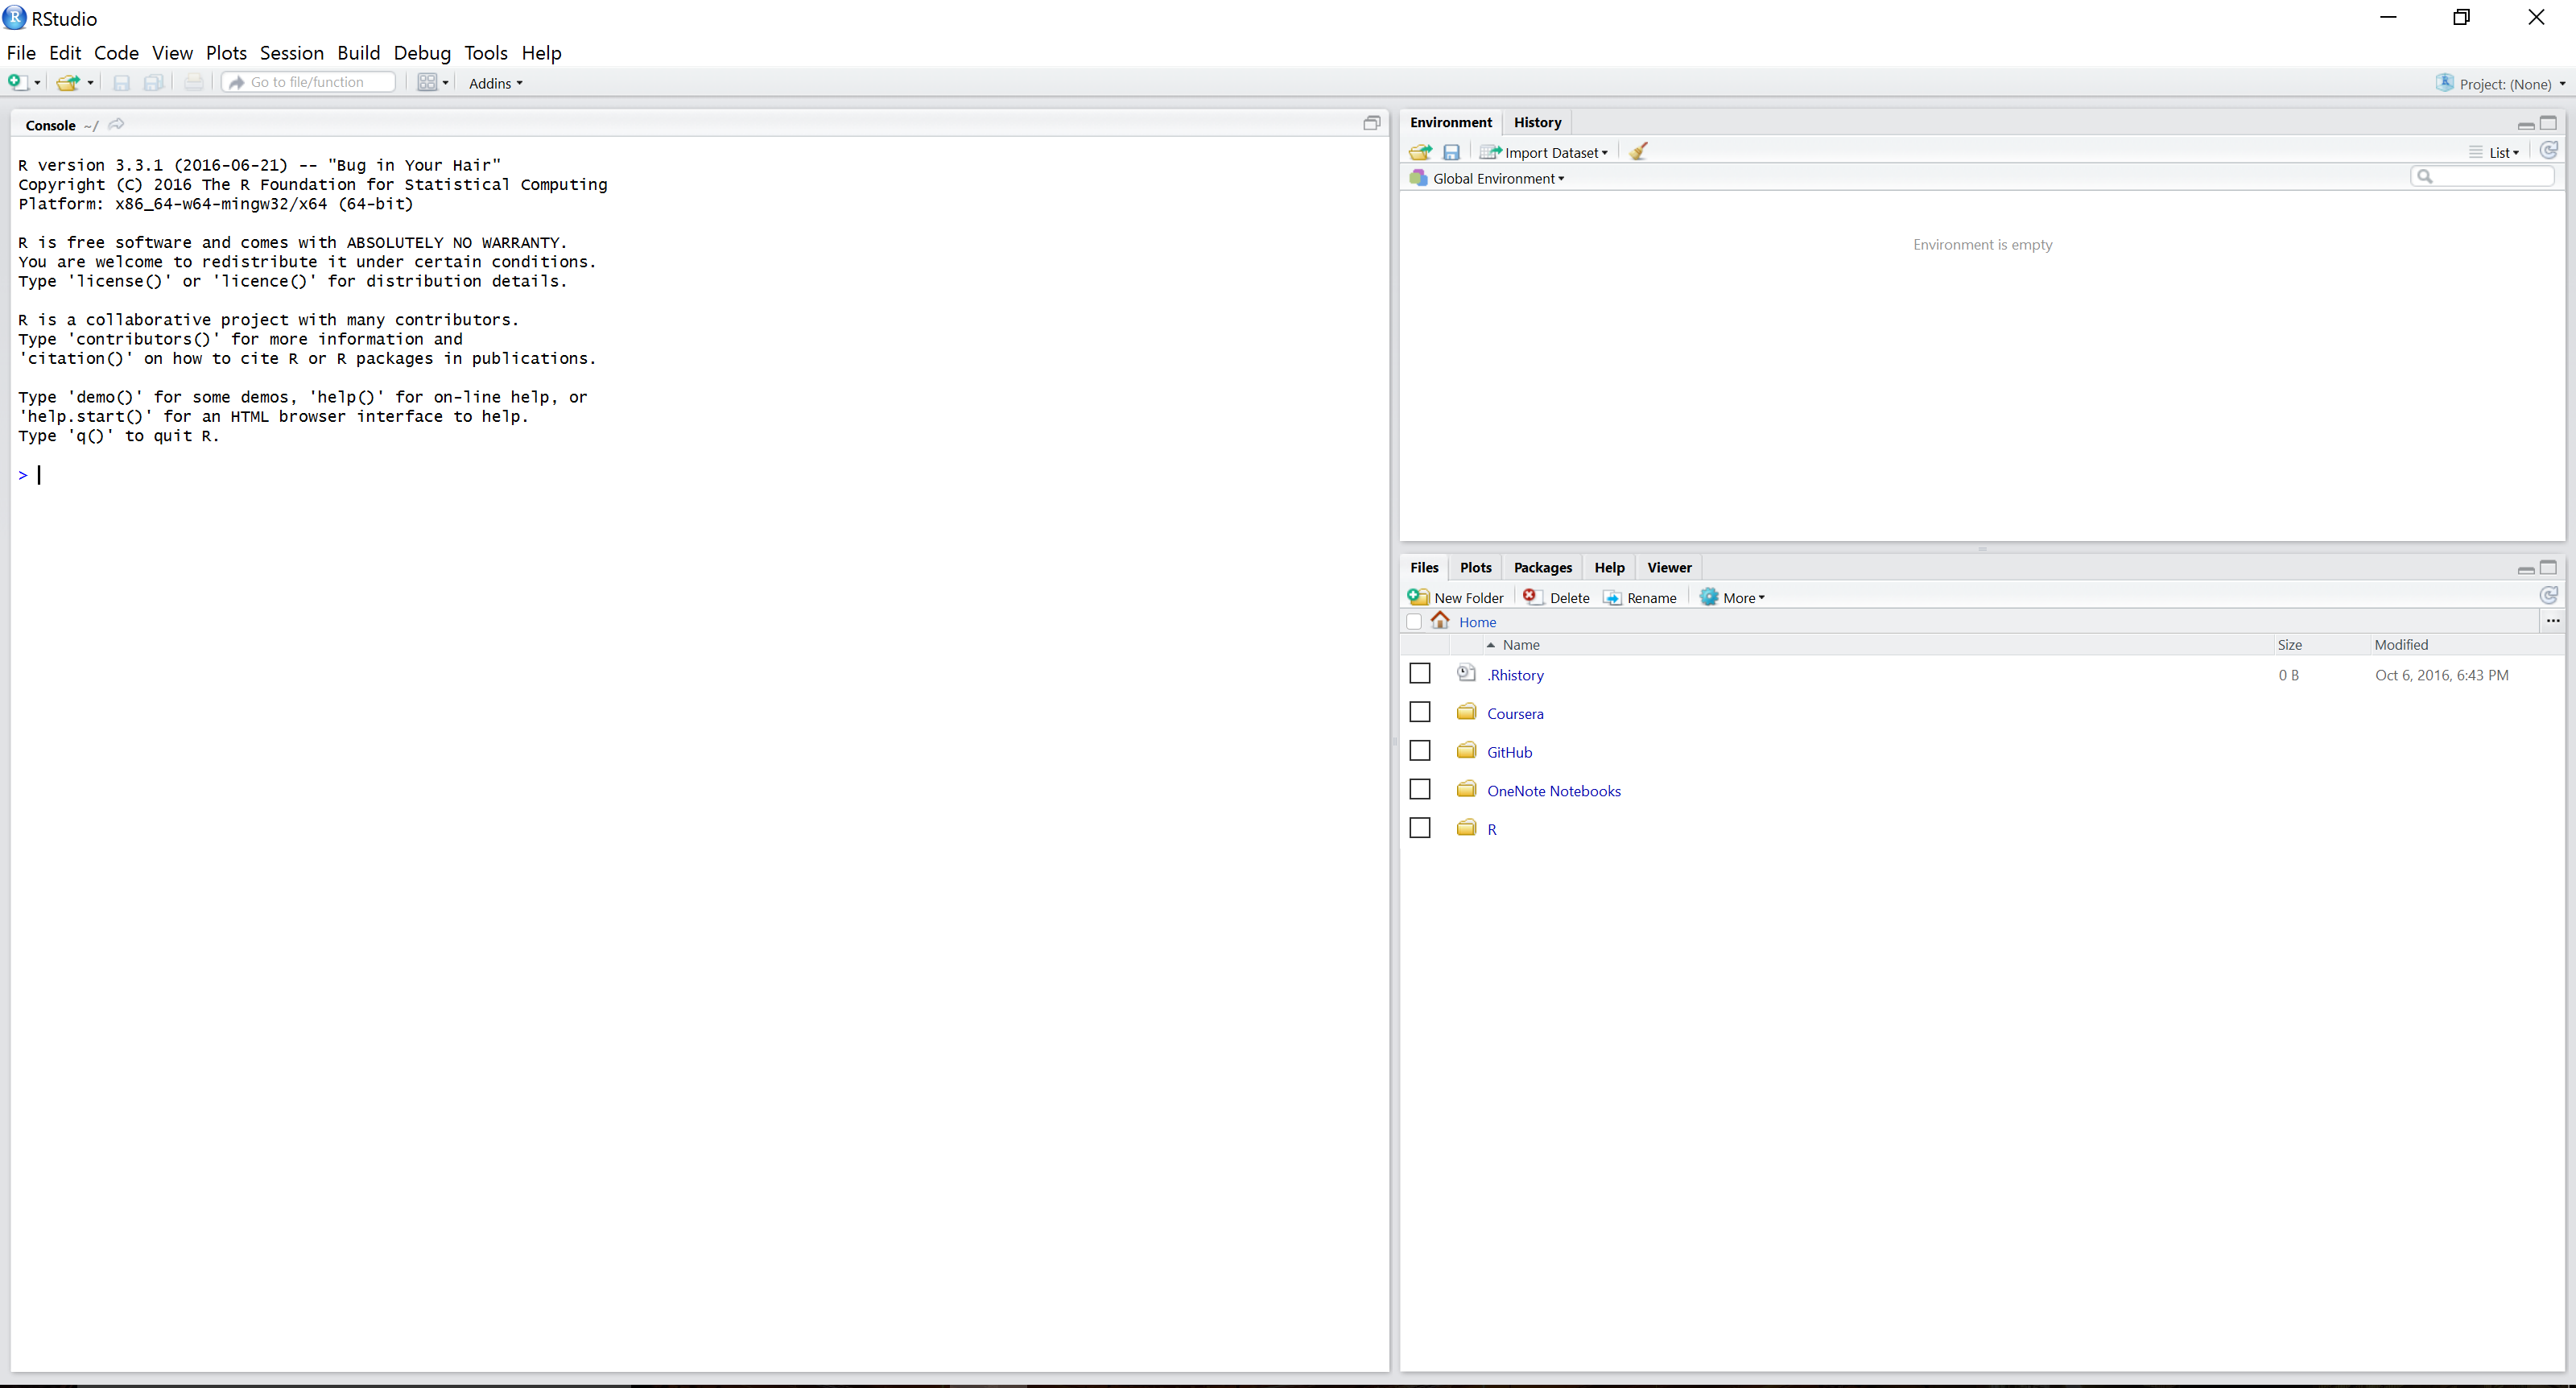 RStudio
File Edit Code View Plots Session Build Debug Tools Help
Go to file/function Addins Project: (None)
Console ~/
R version 3.3.1 (2016-06-21) -- "Bug in Your Hair"
Copyright (C) 2016 The R Foundation for Statistical Computing
Platform: x86_64-w64-mingw32/x64 (64-bit)
R is free software and comes with ABSOLUTELY NO WARRANTY.
You are welcome to redistribute it under certain conditions.
Type 'license()' or 'licence()' for distribution details.
R is a collaborative project with many contributors.
Type 'contributors()' for more information and
'citation()' on how to cite R or R packages in publications.
Type 'demo()' for some demos, 'help()' for on-line help, or
'help.start()' for an HTML browser interface to help.
Type 'q()' to quit R.
>
Environment History
Import Dataset List
Global Environment
Environment is empty
Files Plots Packages Help Viewer
New Folder Delete Rename More
Home ...
Name Size Modified
.Rhistory 0 B Oct 6, 2016, 6:43 PM
Coursera
GitHub
OneNote Notebooks
R